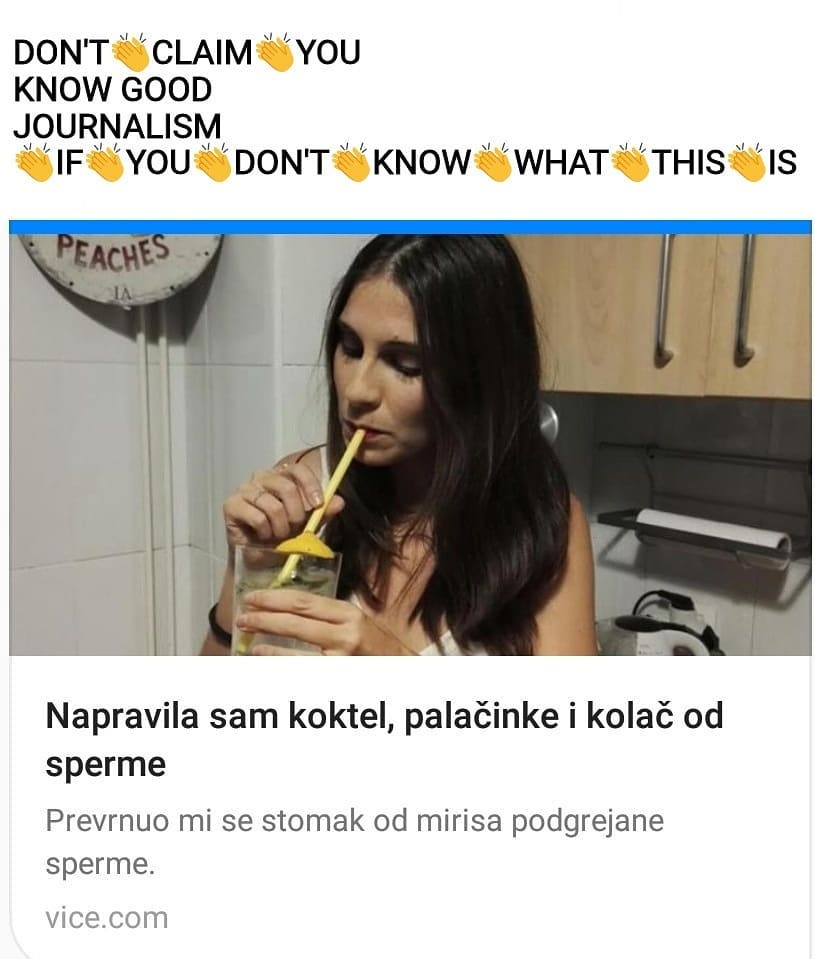 DON'T👏CLAIM👏YOU
KNOW GOOD
JOURNALISM
👏IF👏YOU👏DON'T👏KNOW👏WHAT👏THIS👏IS
PEACHES
IA
Napravila sam koktel, palačinke i kolač od
sperme
Prevrnuo mi se stomak od mirisa podgrejane
sperme.
vice.com